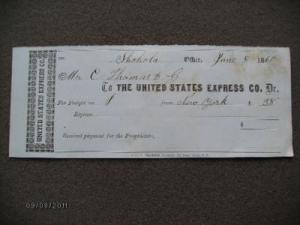 Shohola Office, June 8 186
M C. Thomas & Co
To THE UNITED STATES EXPRESS CO. Dr.
For Freight on from New York $ 38
Express,
$
Received payment for the Proprietors,
UNITED STATES EXPRESS CO.
09/08/2011